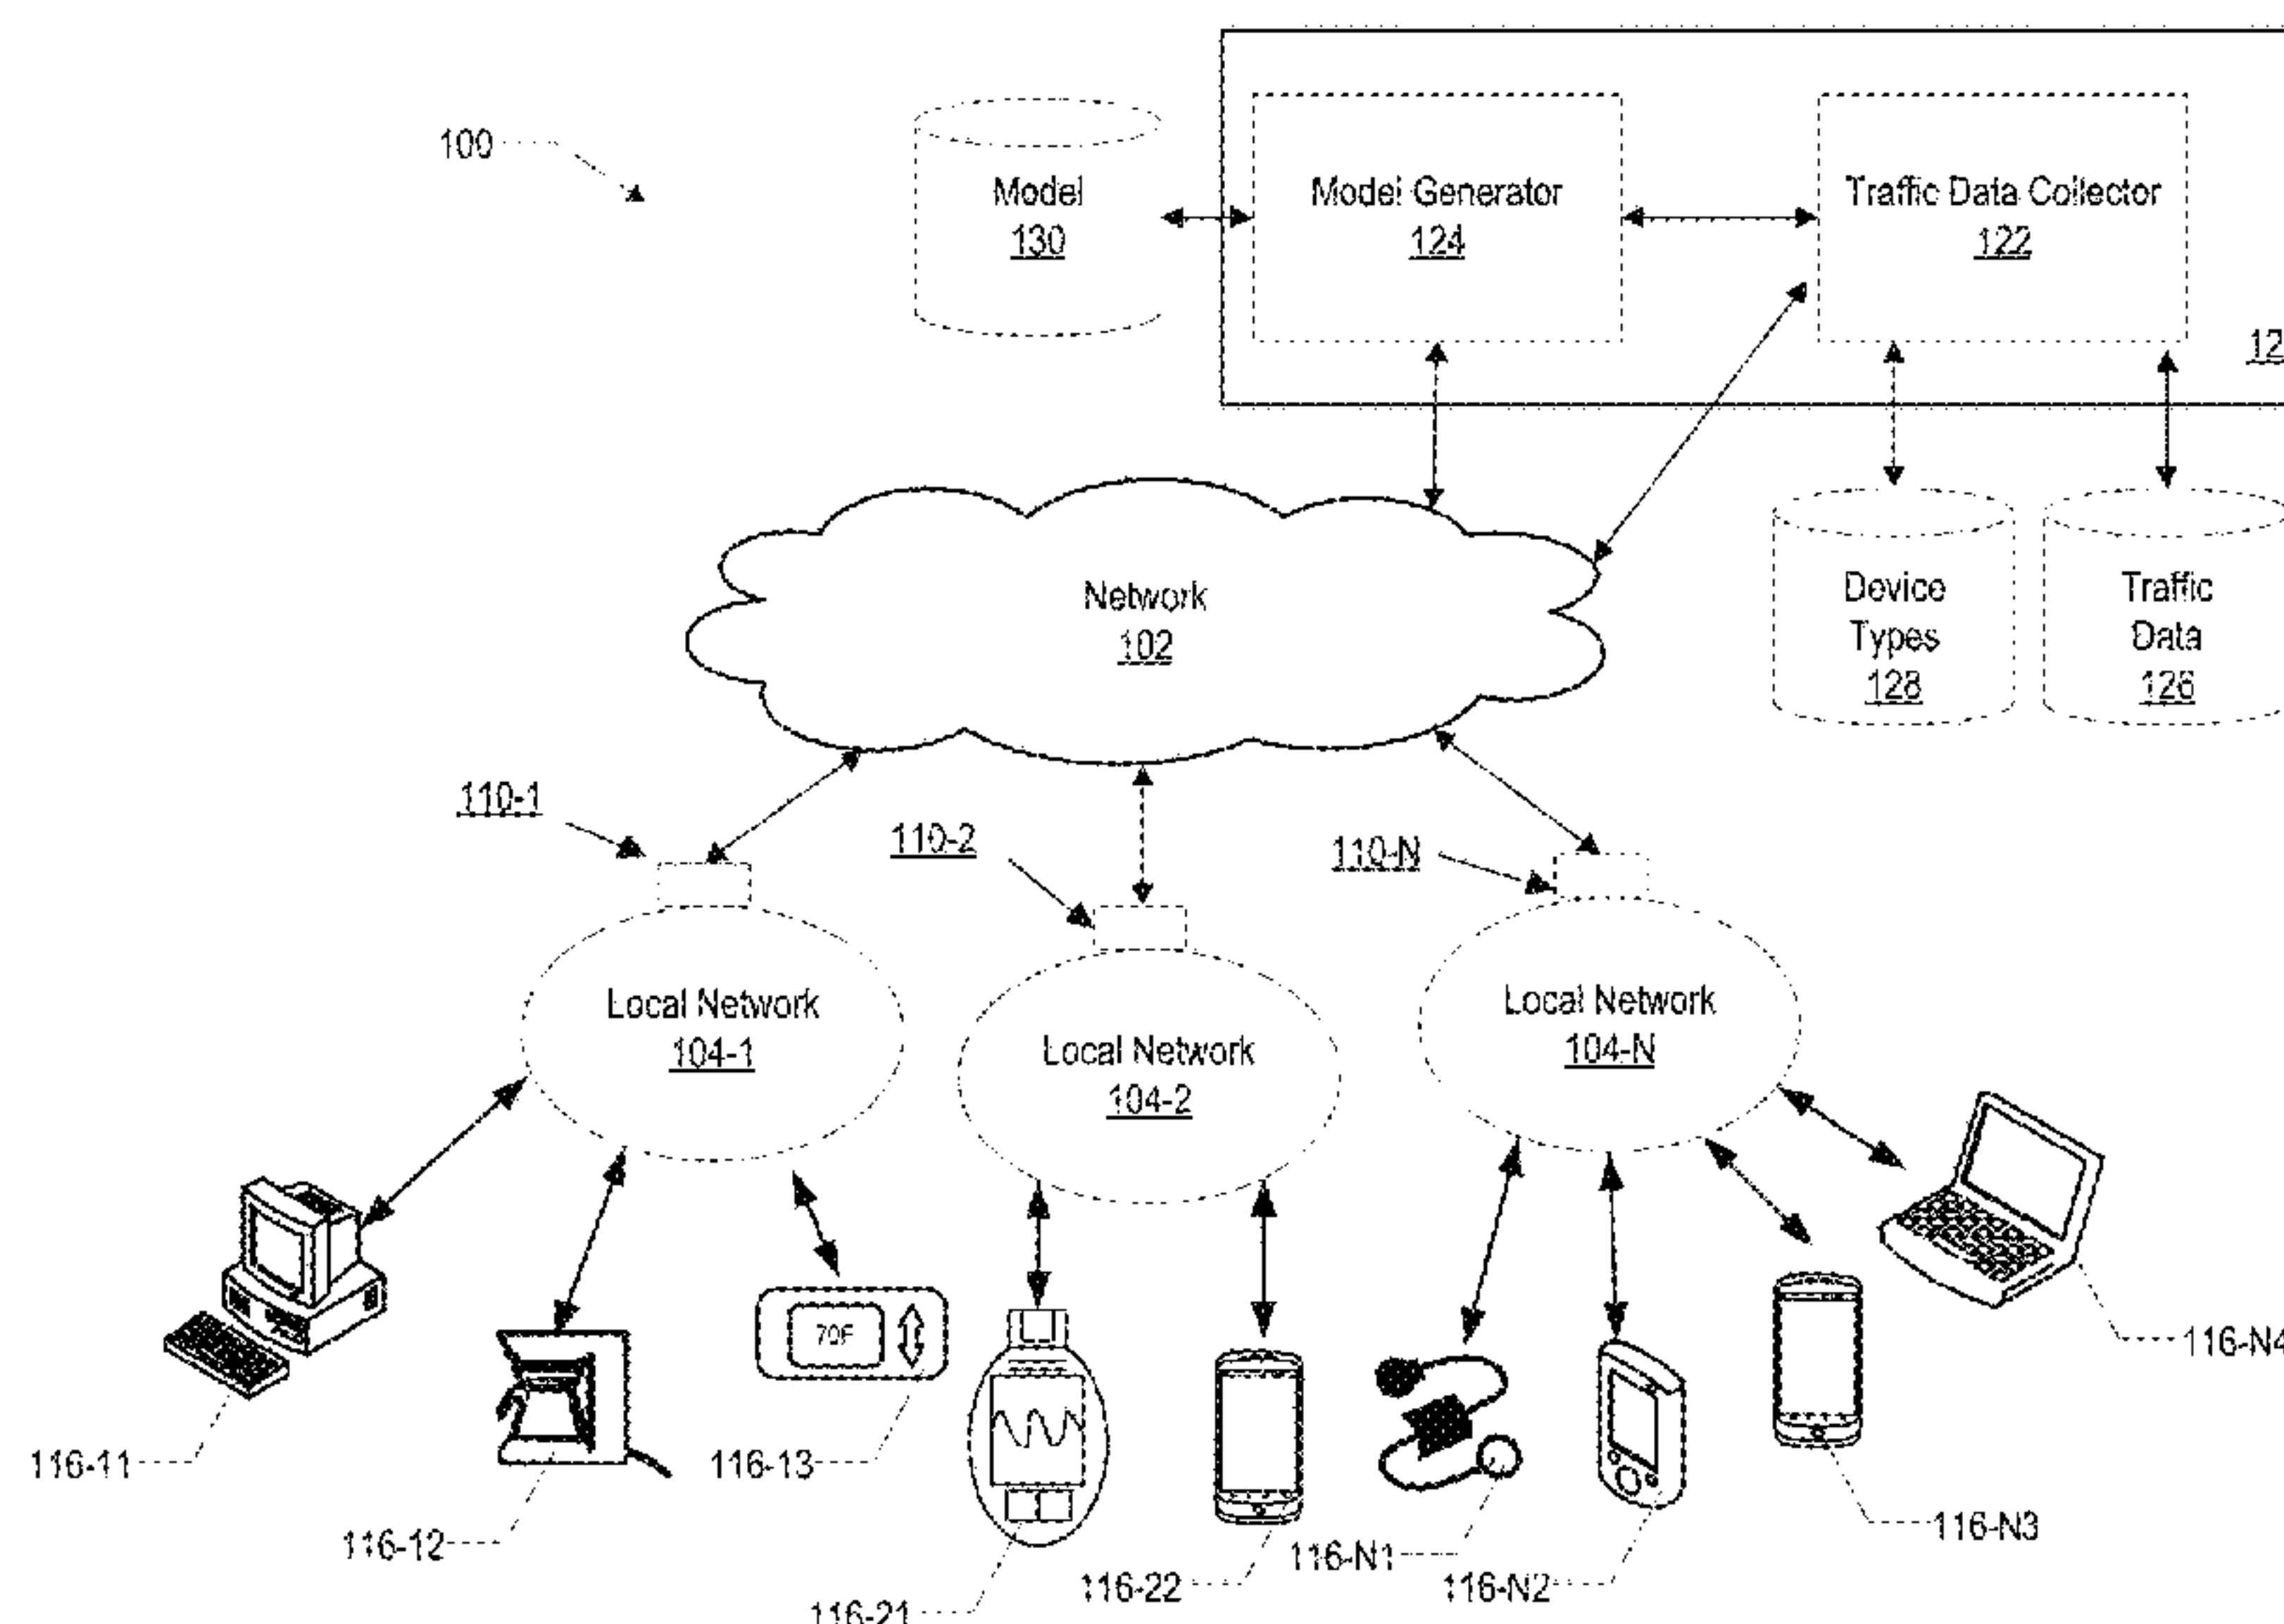 100
Model
130
Model Generator
124
Traffic Data Collector
122
12
Network
102
Device
Types
128
Traffic
Data
126
110-1
110-2
110-N
Local Network
104-1
Local Network
104-2
Local Network
104-N
70F
116-11
116-12
116-13
116-21
116-22
116-N1
116-N2
116-N3
116-N4